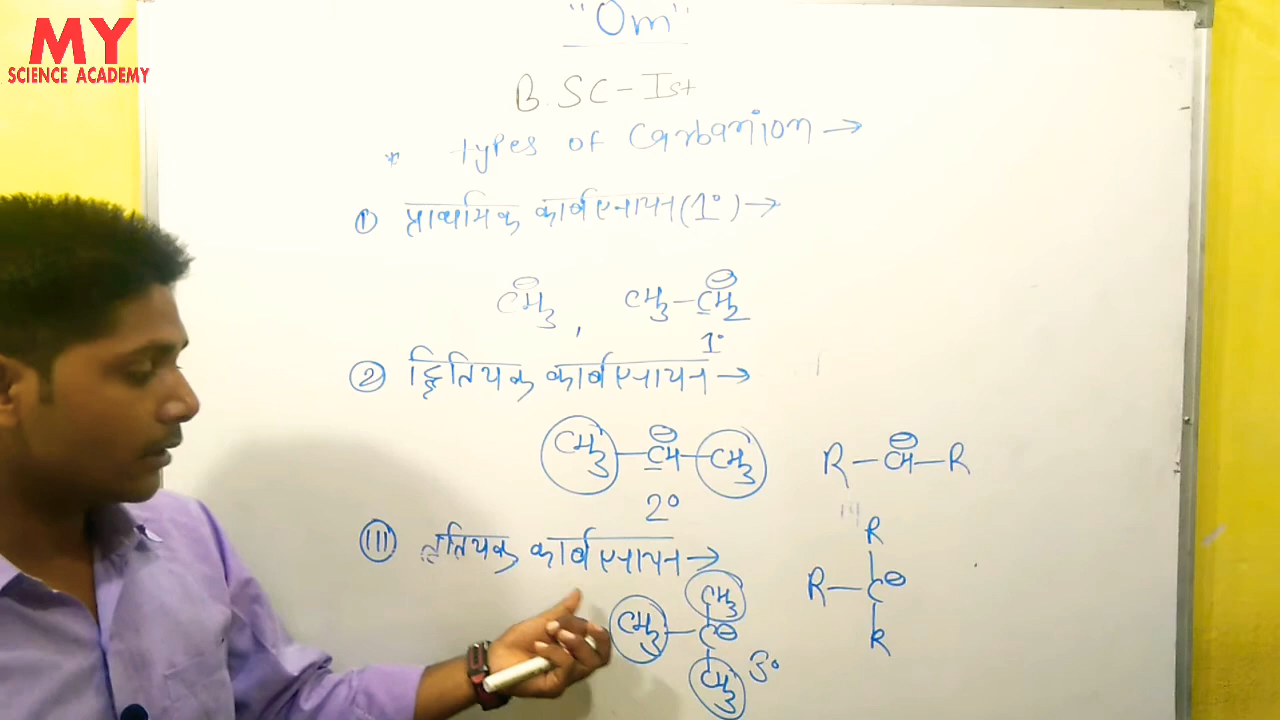 MY
SCIENCE ACADEMY
"Om"
B.SC-Ist
* types of Carbanion →
① प्राथमिक कार्बएनायन (1°) →
CH₃⊖, CH₃-CH₂⊖
1°
② द्वितियक कार्बएनायन →
CH₃-CH⊖-CH₃ R-CH⊖-R
2°
(III) तृतियक कार्बएनायन →
R
CH₃
R-C⊖
CH₃-C⊖
R
CH₃ 3°